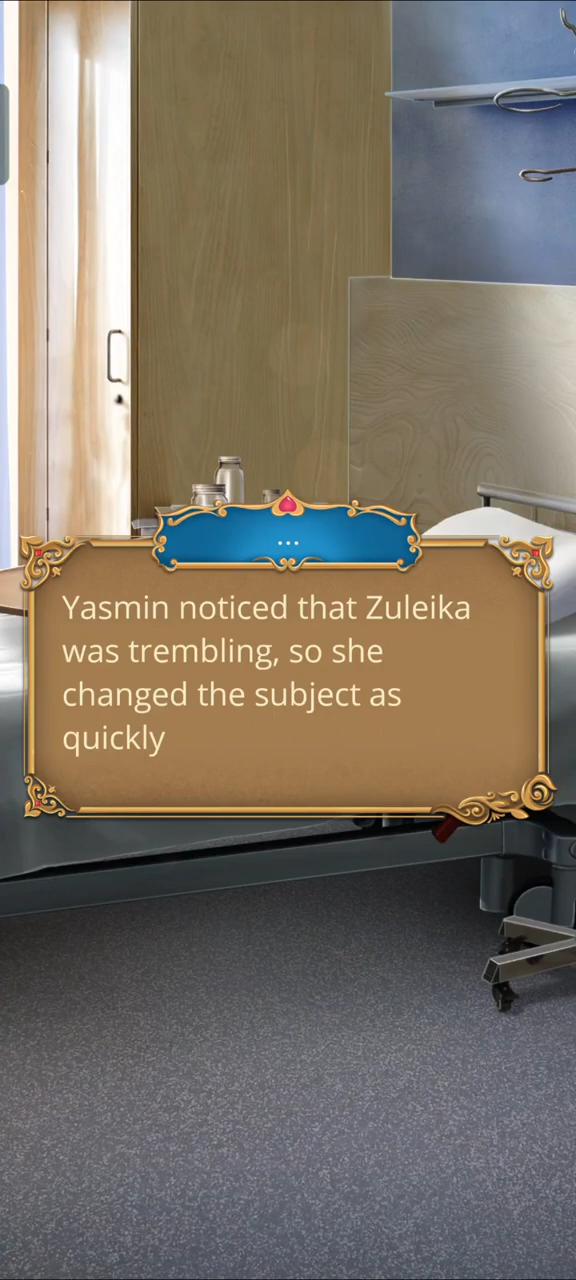 ...
Yasmin noticed that Zuleika
was trembling, so she
changed the subject as
quickly